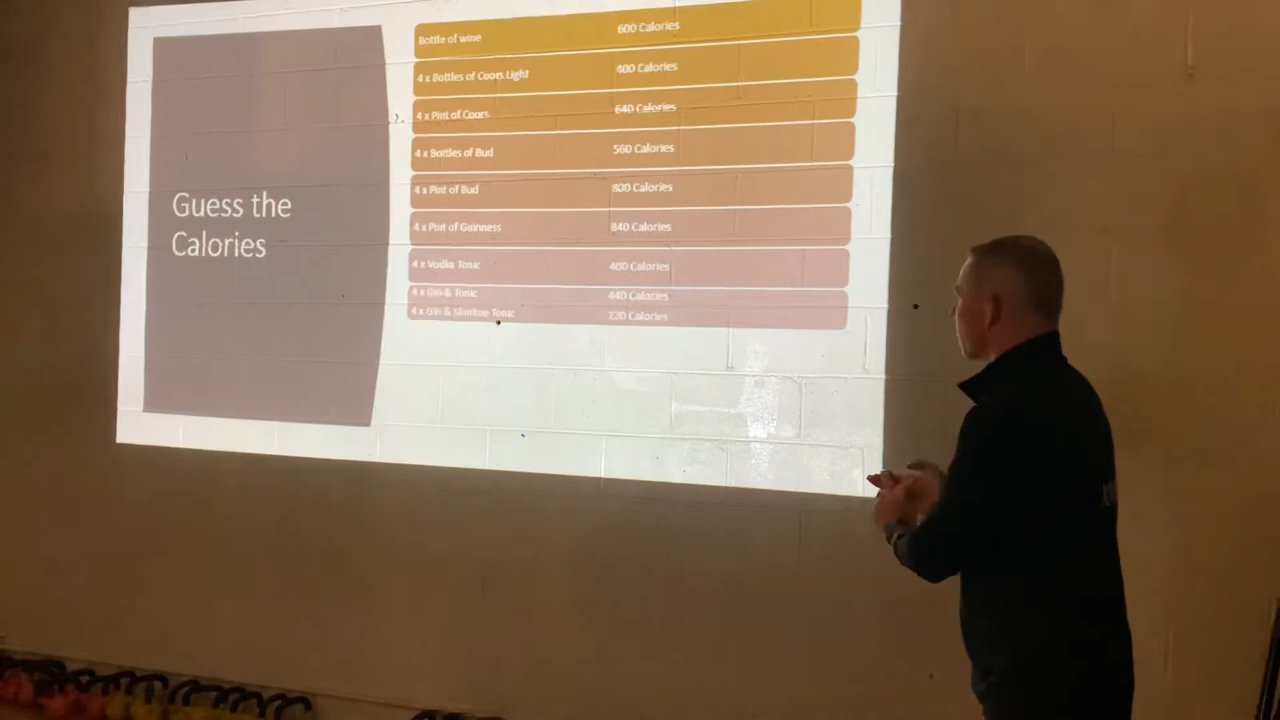 Guess the
Calories
Bottle of wine 600 Calories
4 x Bottles of Coors Light 400 Calories
4 x Pint of Coors 640 Calories
4 x Bottles of Bud 560 Calories
4 x Pint of Bud 800 Calories
4 x Pint of Guinness 840 Calories
4 x Vodka Tonic 400 Calories
4 x Gin & Tonic 440 Calories
4 x Gin & Slimline Tonic 220 Calories